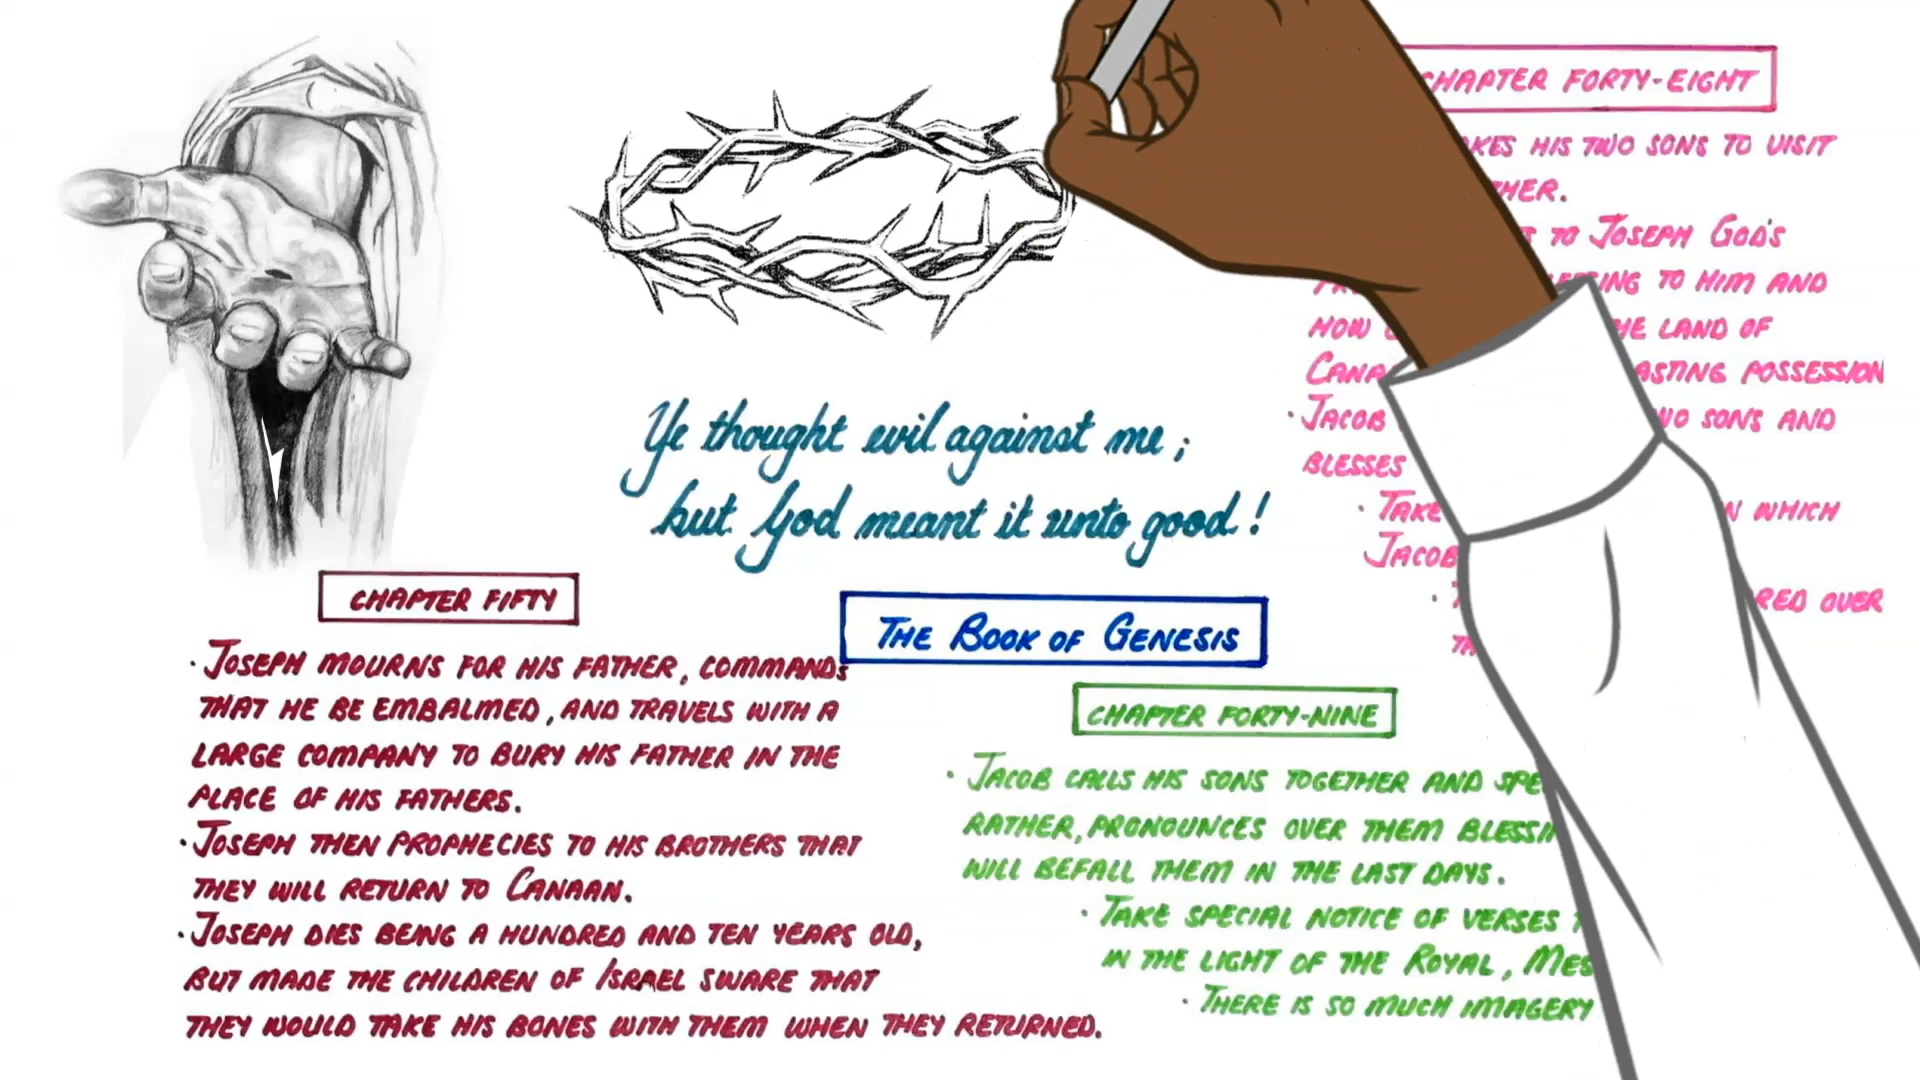 Ye thought evil against me;
but God meant it unto good!
THE BOOK OF GENESIS
CHAPTER FIFTY
· JOSEPH MOURNS FOR HIS FATHER, COMMANDS
THAT HE BE EMBALMED, AND TRAVELS WITH A
LARGE COMPANY TO BURY HIS FATHER IN THE
PLACE OF HIS FATHERS.
· JOSEPH THEN PROPHECIES TO HIS BROTHERS THAT
THEY WILL RETURN TO CANAAN.
· JOSEPH DIES BEING A HUNDRED AND TEN YEARS OLD,
BUT MADE THE CHILDREN OF ISRAEL SWARE THAT
THEY WOULD TAKE HIS BONES WITH THEM WHEN THEY RETURNED.
CHAPTER FORTY-NINE
· JACOB CALLS HIS SONS TOGETHER AND
RATHER, PRONOUNCES OVER THEM
WILL BEFALL THEM IN THE LAST DAYS.
· TAKE SPECIAL NOTICE OF VERSES
IN THE LIGHT OF THE ROYAL,
· THERE IS SO MUCH IMAGERY
CHAPTER FORTY-EIGHT
HIS TWO SONS TO VISIT
TO JOSEPH GOD'S
TO HIM AND
HOW LAND OF
POSSESSION
· JACOB SONS AND
BLESSES
· TAKE WHICH
JACOB
OVER